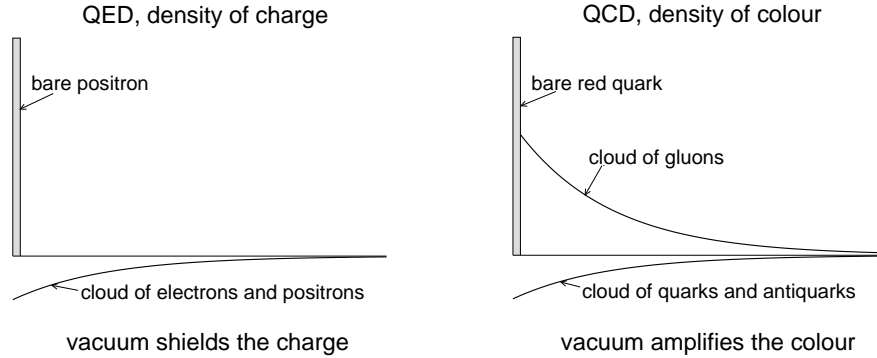 QED, density of charge
bare positron
cloud of electrons and positrons
vacuum shields the charge
QCD, density of colour
bare red quark
cloud of gluons
cloud of quarks and antiquarks
vacuum amplifies the colour